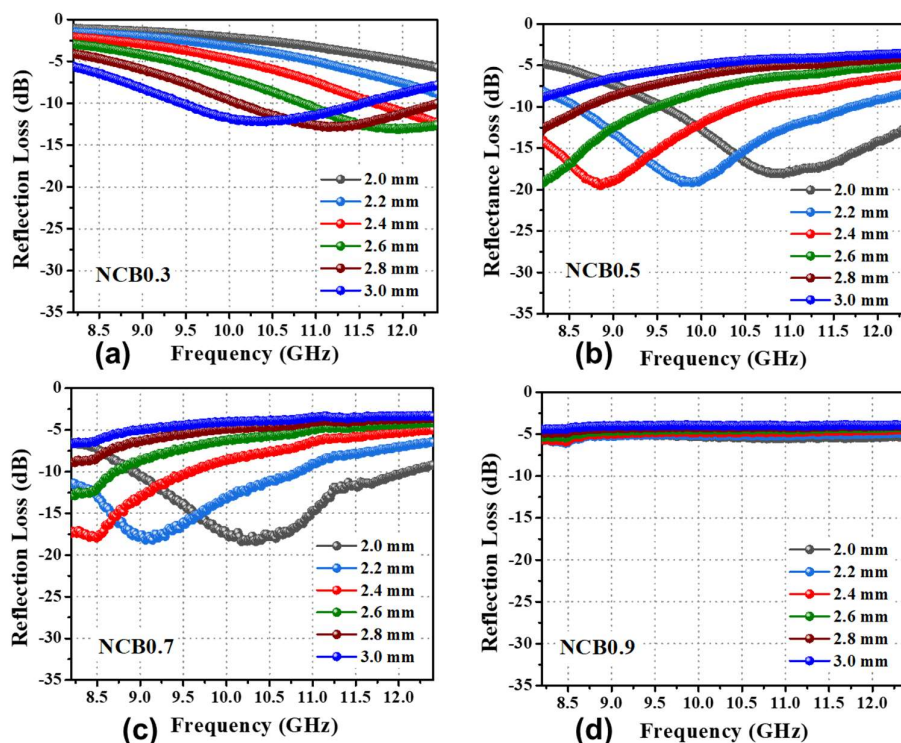 0
-5
-10
-15
-20
-25
-30
-35
Reflection Loss (dB)
2.0 mm
2.2 mm
2.4 mm
2.6 mm
2.8 mm
3.0 mm
NCB0.3
8.5 9.0 9.5 10.0 10.5 11.0 11.5 12.0
(a) Frequency (GHz)
0
-5
-10
-15
-20
-25
-30
-35
Reflectance Loss (dB)
2.0 mm
2.2 mm
2.4 mm
2.6 mm
2.8 mm
3.0 mm
NCB0.5
8.5 9.0 9.5 10.0 10.5 11.0 11.5 12.0
(b) Frequency (GHz)
0
-5
-10
-15
-20
-25
-30
-35
Reflection Loss (dB)
2.0 mm
2.2 mm
2.4 mm
2.6 mm
2.8 mm
3.0 mm
NCB0.7
8.5 9.0 9.5 10.0 10.5 11.0 11.5 12.0
(c) Frequency (GHz)
0
-5
-10
-15
-20
-25
-30
-35
Reflection Loss (dB)
2.0 mm
2.2 mm
2.4 mm
2.6 mm
2.8 mm
3.0 mm
NCB0.9
8.5 9.0 9.5 10.0 10.5 11.0 11.5 12.0
(d) Frequency (GHz)